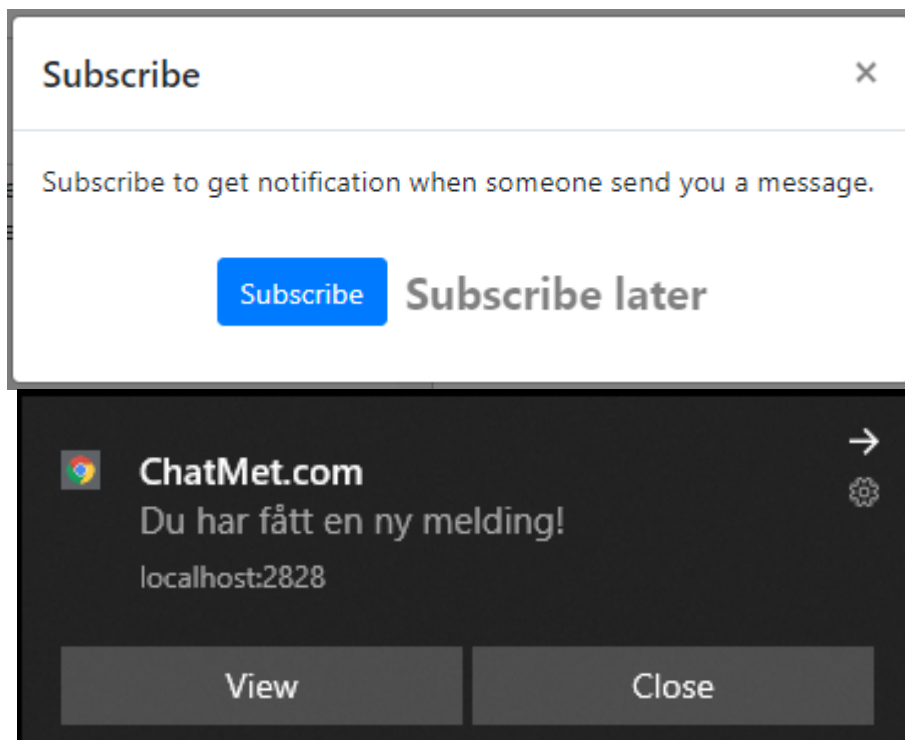 Subscribe ×
Subscribe to get notification when someone send you a message.
Subscribe Subscribe later
ChatMet.com
Du har fått en ny melding!
localhost:2828
View Close